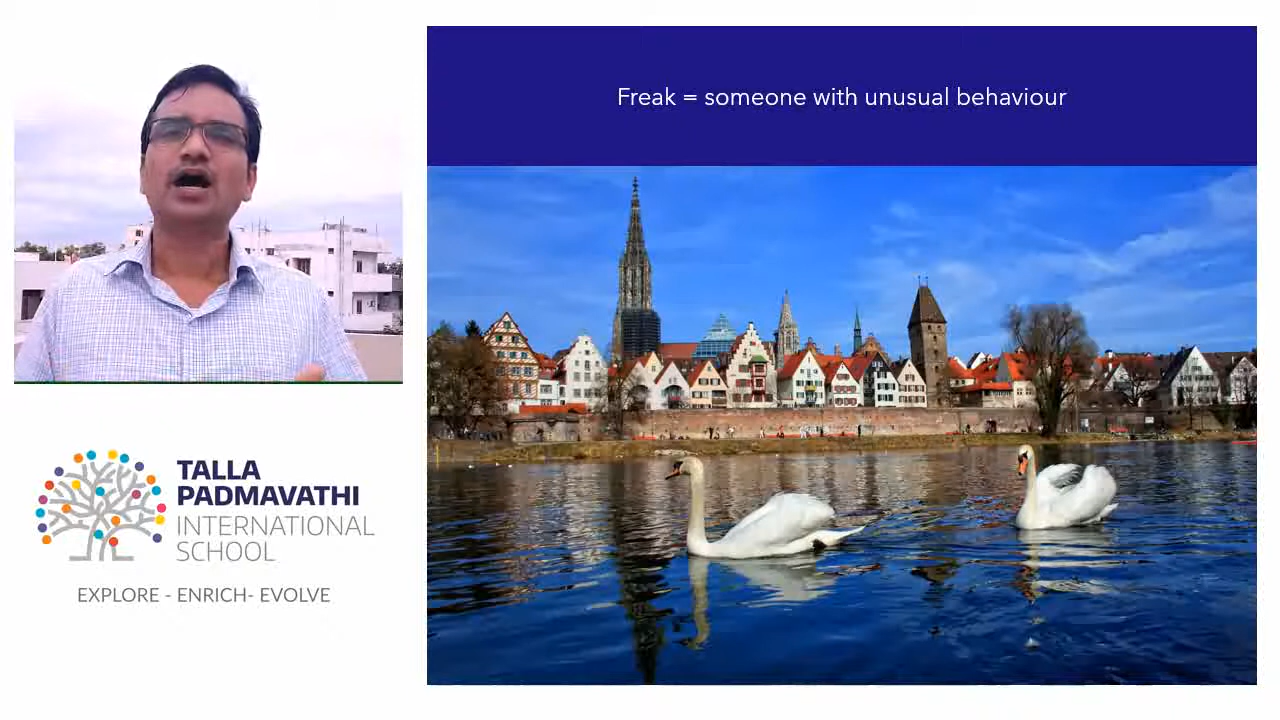 Freak = someone with unusual behaviour
TALLA
PADMAVATHI
INTERNATIONAL
SCHOOL
EXPLORE - ENRICH- EVOLVE